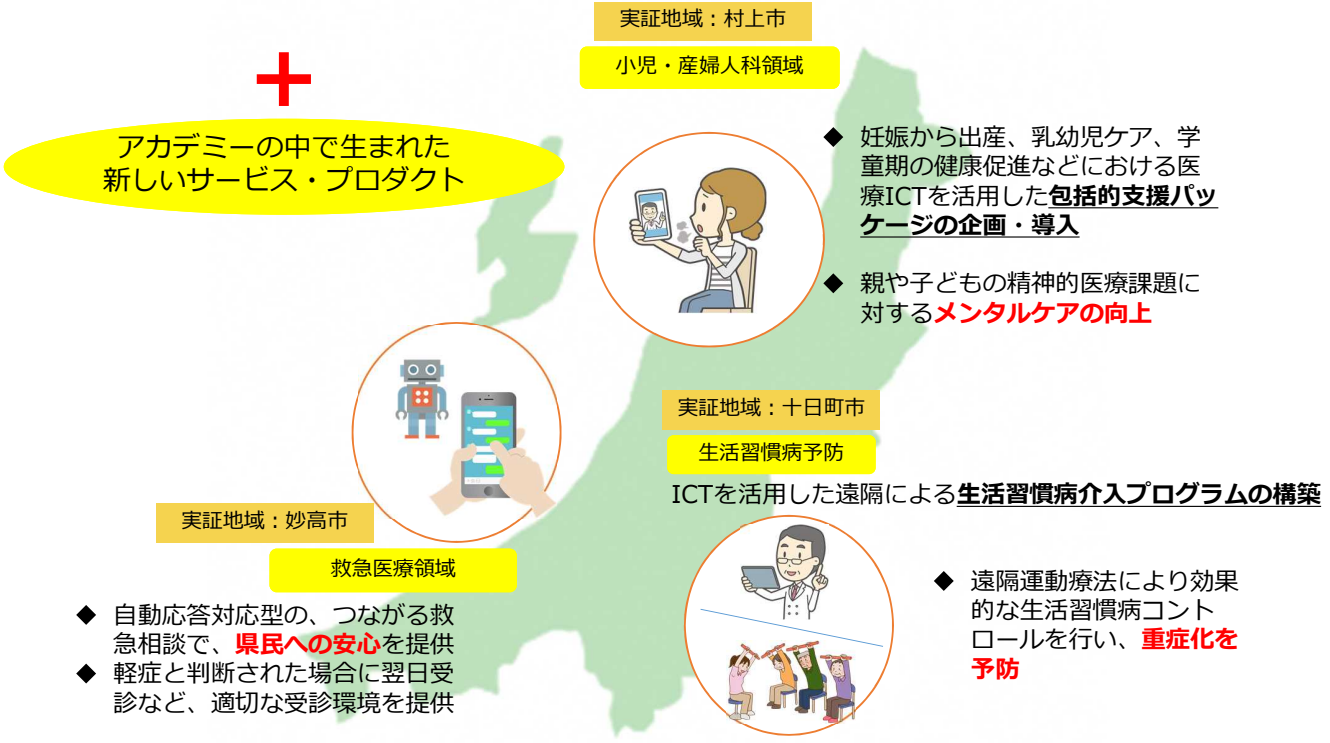 実証地域：村上市
小児・産婦人科領域
＋
アカデミーの中で生まれた
新しいサービス・プロダクト
◆ 妊娠から出産、乳幼児ケア、学
童期の健康促進などにおける医
療ICTを活用した包括的支援パッ
ケージの企画・導入
◆ 親や子どもの精神的医療課題に
対するメンタルケアの向上
実証地域：十日町市
生活習慣病予防
ICTを活用した遠隔による生活習慣病介入プログラムの構築
◆ 遠隔運動療法により効果
的な生活習慣病コント
ロールを行い、重症化を
予防
実証地域：妙高市
救急医療領域
◆ 自動応答対応型の、つながる救
急相談で、県民への安心を提供
◆ 軽症と判断された場合に翌日受
診など、適切な受診環境を提供